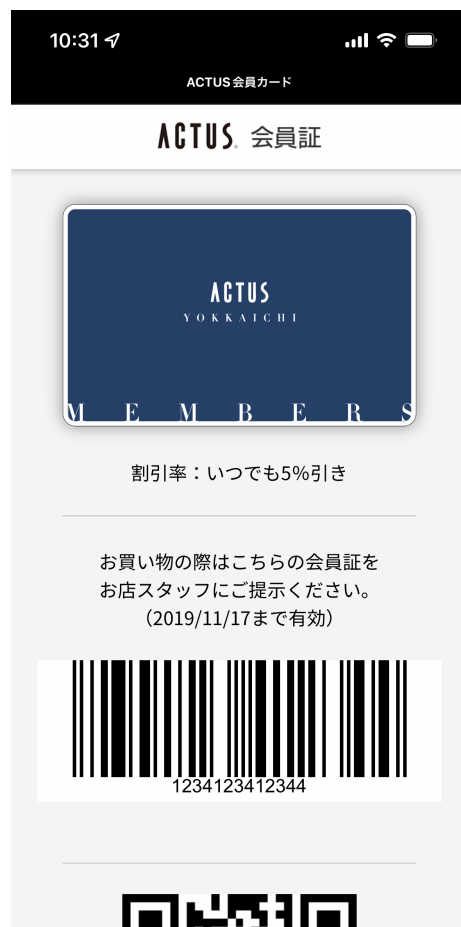 10:31
ACTUS会員カード
ACTUS. 会員証
ACTUS
YOKKAICHI
MEMBERS
割引率：いつでも5%引き
お買い物の際はこちらの会員証を
お店スタッフにご提示ください。
（2019/11/17まで有効）
1234123412344